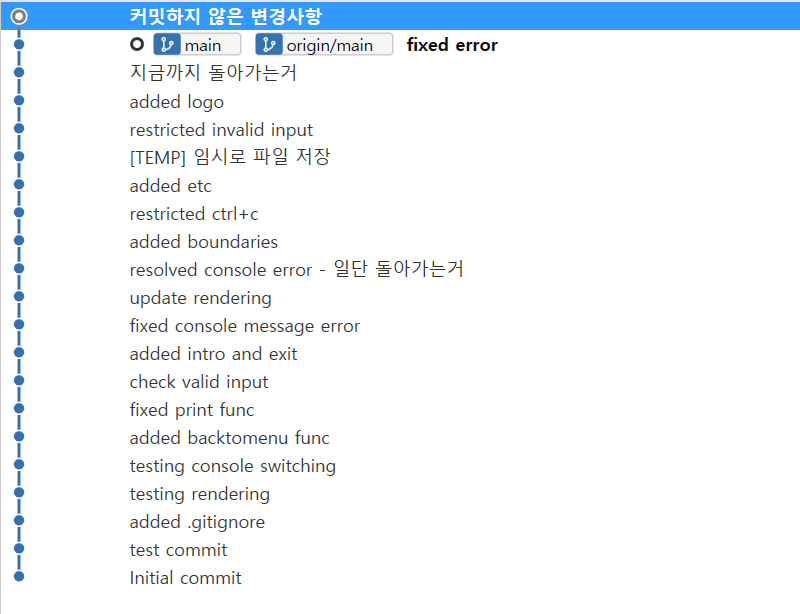 커밋하지 않은 변경사항
main origin/main fixed error
지금까지 돌아가는거
added logo
restricted invalid input
[TEMP] 임시로 파일 저장
added etc
restricted ctrl+c
added boundaries
resolved console error - 일단 돌아가는거
update rendering
fixed console message error
added intro and exit
check valid input
fixed print func
added backtomenu func
testing console switching
testing rendering
added .gitignore
test commit
Initial commit